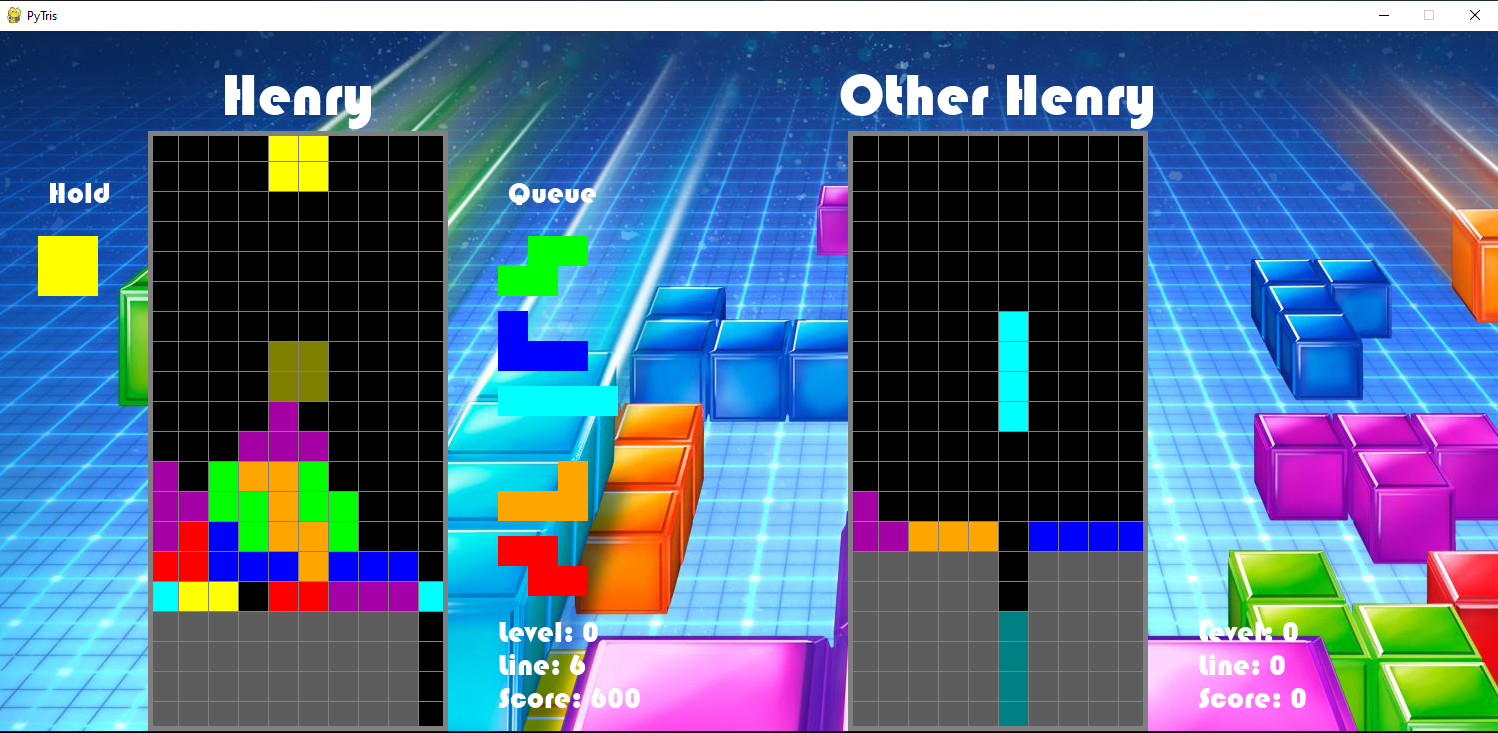 PyTris
Henry
Other Henry
Hold
Queue
Level: 0
Line: 6
Score: 600
Level: 0
Line: 0
Score: 0